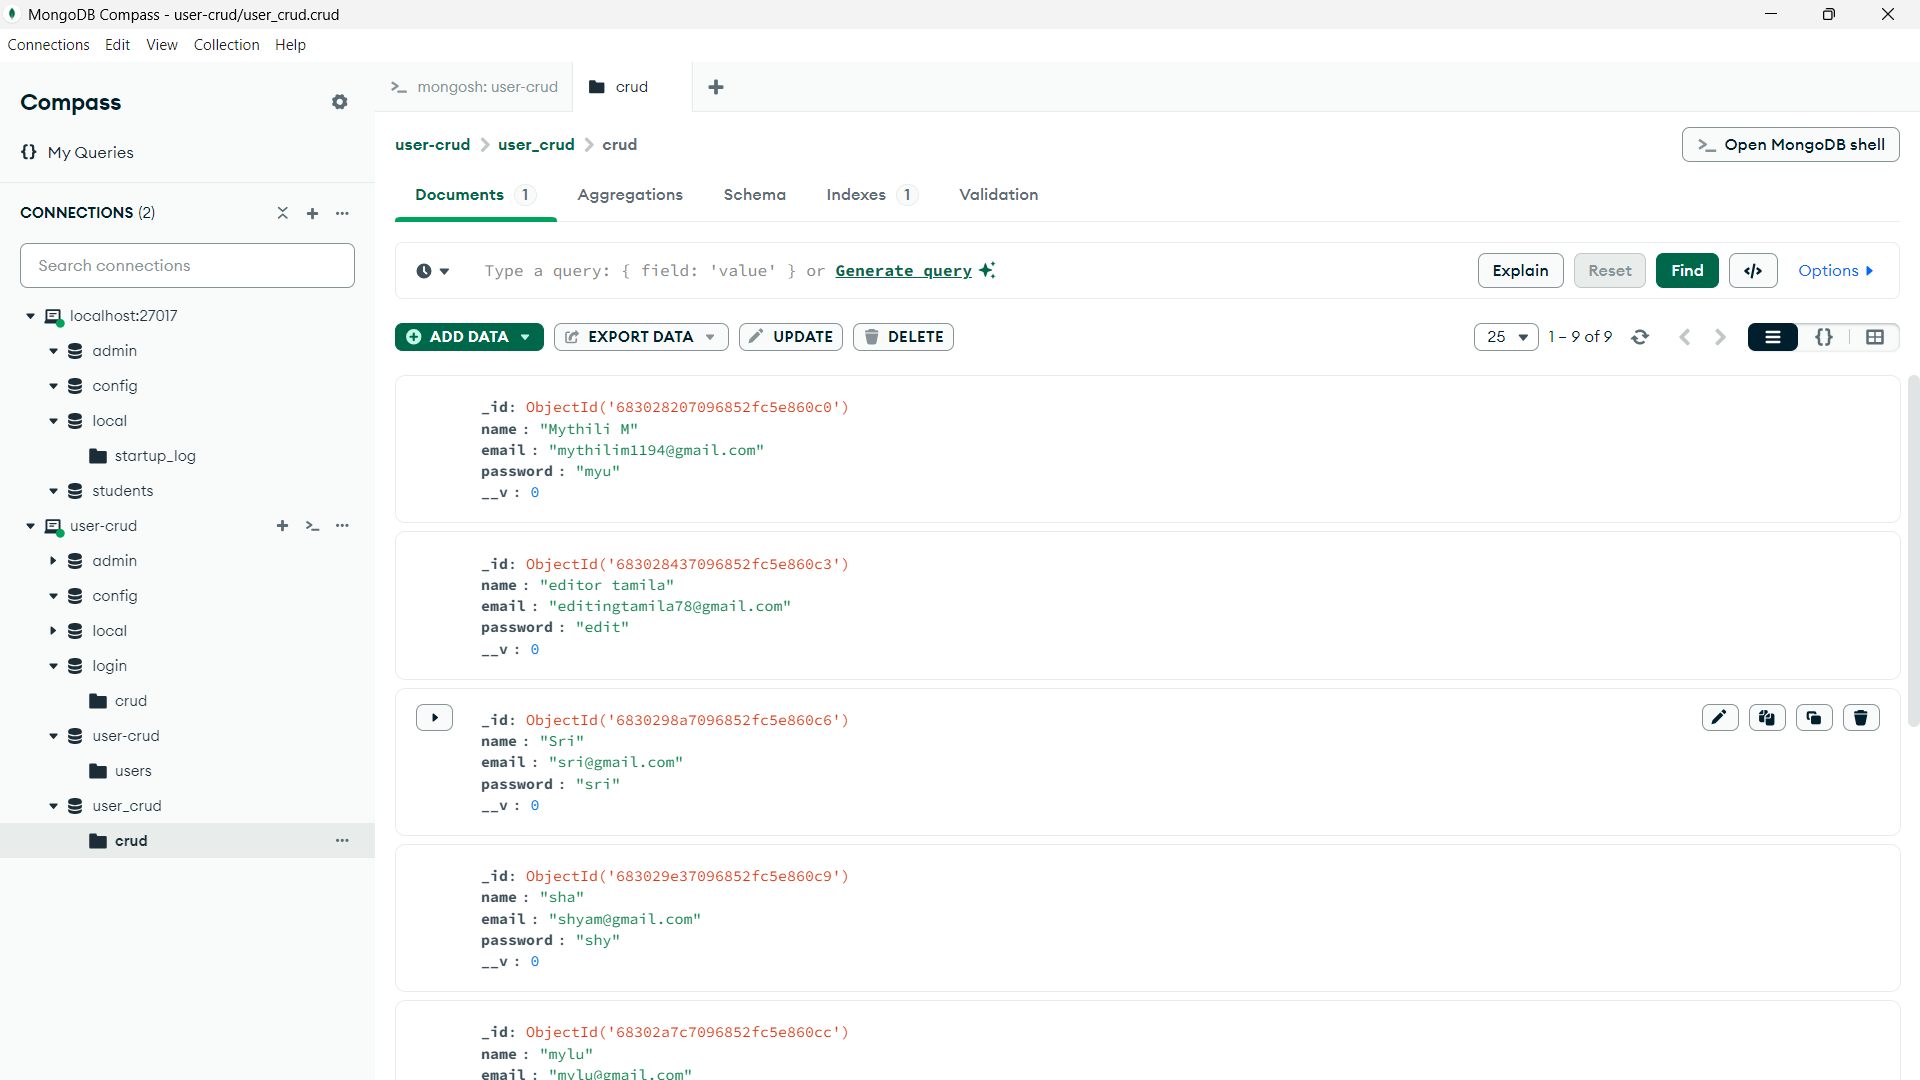 MongoDB Compass - user-crud/user_crud.crud
Connections Edit View Collection Help
Compass
{} My Queries
CONNECTIONS (2)
Search connections
localhost:27017
admin
config
local
startup_log
students
user-crud
admin
config
local
login
crud
user-crud
users
user_crud
crud
>_ mongosh: user-crud
crud
user-crud > user_crud > crud
>_ Open MongoDB shell
Documents 1 Aggregations Schema Indexes 1 Validation
Type a query: { field: 'value' } or Generate query
Explain Reset Find </> Options
ADD DATA EXPORT DATA UPDATE DELETE
25 1 – 9 of 9 {}
_id: ObjectId('683028207096852fc5e860c0')
name : "Mythili M"
email : "mythilim1194@gmail.com"
password : "myu"
__v : 0
_id: ObjectId('683028437096852fc5e860c3')
name : "editor tamila"
email : "editingtamila78@gmail.com"
password : "edit"
__v : 0
_id: ObjectId('6830298a7096852fc5e860c6')
name : "Sri"
email : "sri@gmail.com"
password : "sri"
__v : 0
_id: ObjectId('683029e37096852fc5e860c9')
name : "sha"
email : "shyam@gmail.com"
password : "shy"
__v : 0
_id: ObjectId('68302a7c7096852fc5e860cc')
name : "mylu"
email : "mylu@gmail.com"